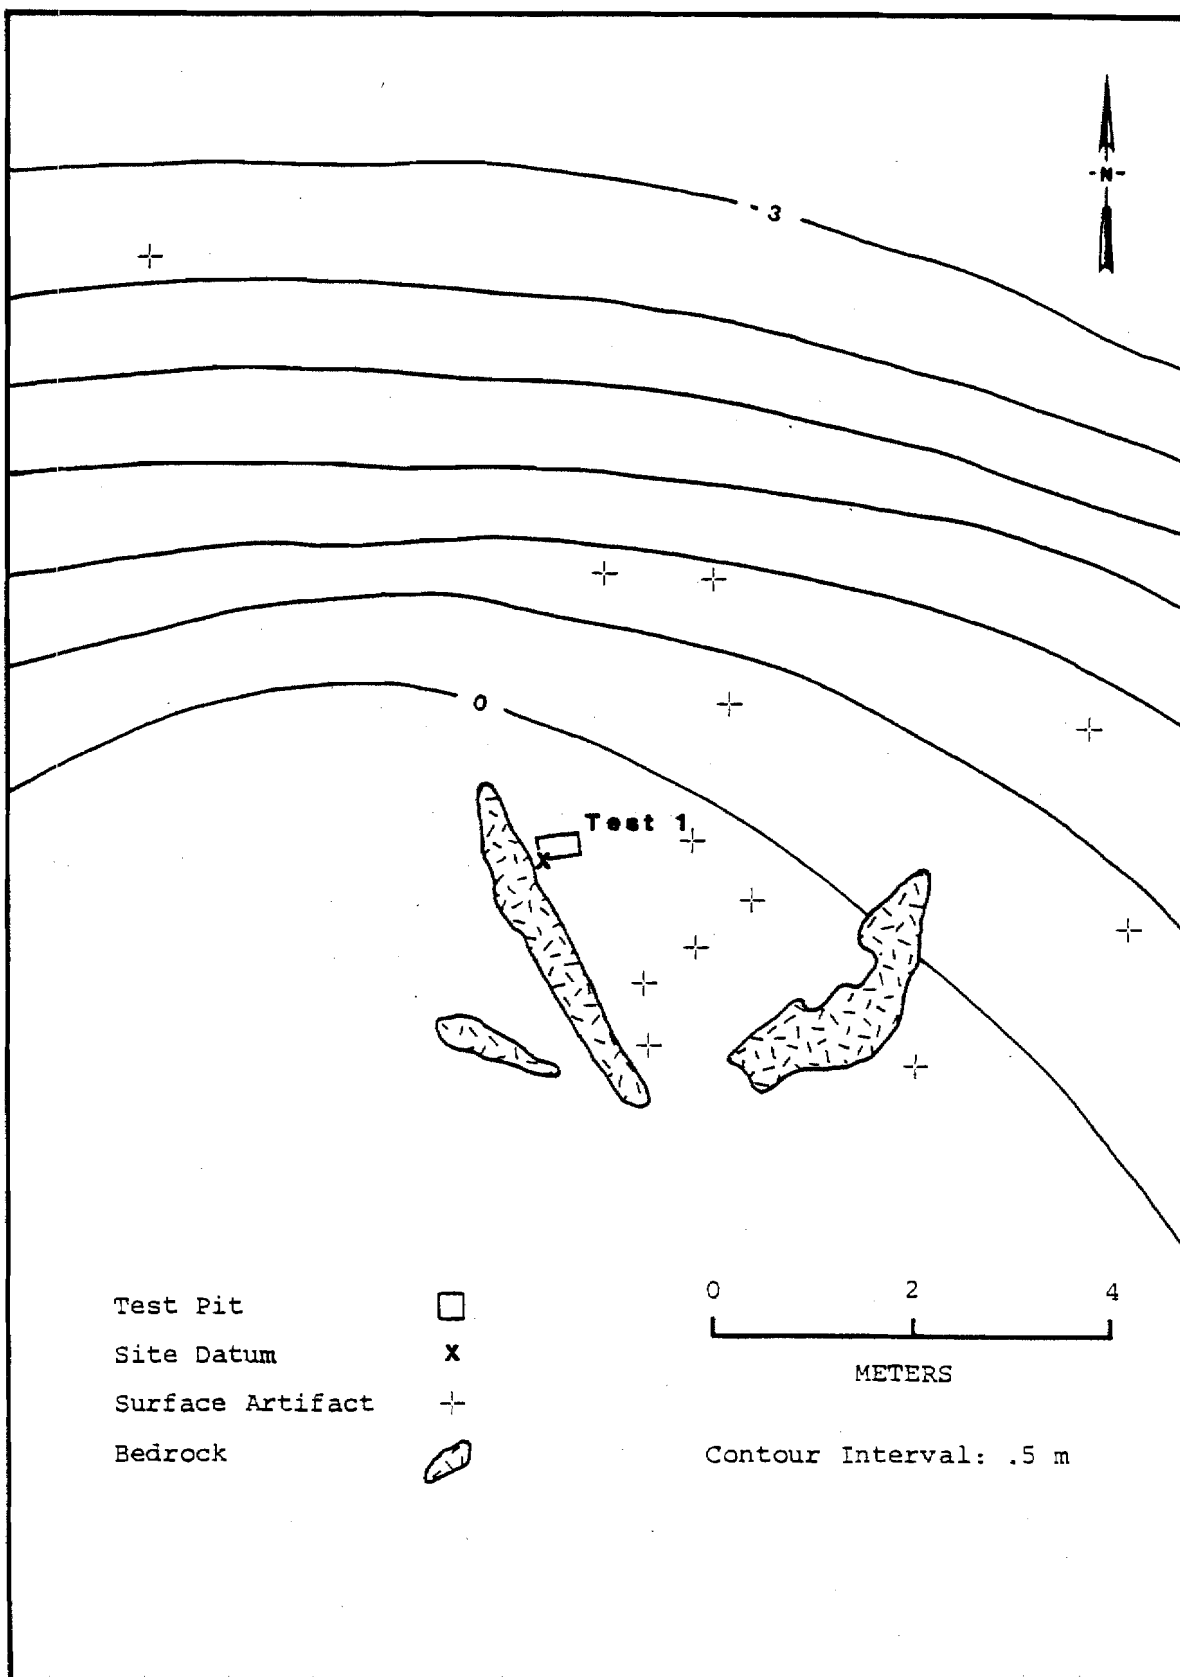 -N-
-3
0
Test 1
0 2 4
METERS
Test Pit
Site Datum X
Surface Artifact
Bedrock
Contour Interval: .5 m